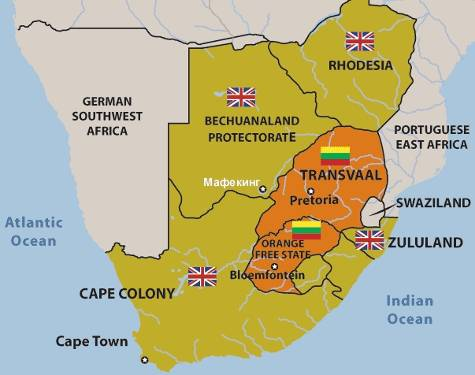 RHODESIA
GERMAN
SOUTHWEST
AFRICA
BECHUANALAND
PROTECTORATE
PORTUGUESE
EAST AFRICA
TRANSVAAL
Мафекинг
Pretoria
SWAZILAND
Atlantic
Ocean
ORANGE
FREE STATE
ZULULAND
Bloemfontein
CAPE COLONY
Indian
Ocean
Cape Town